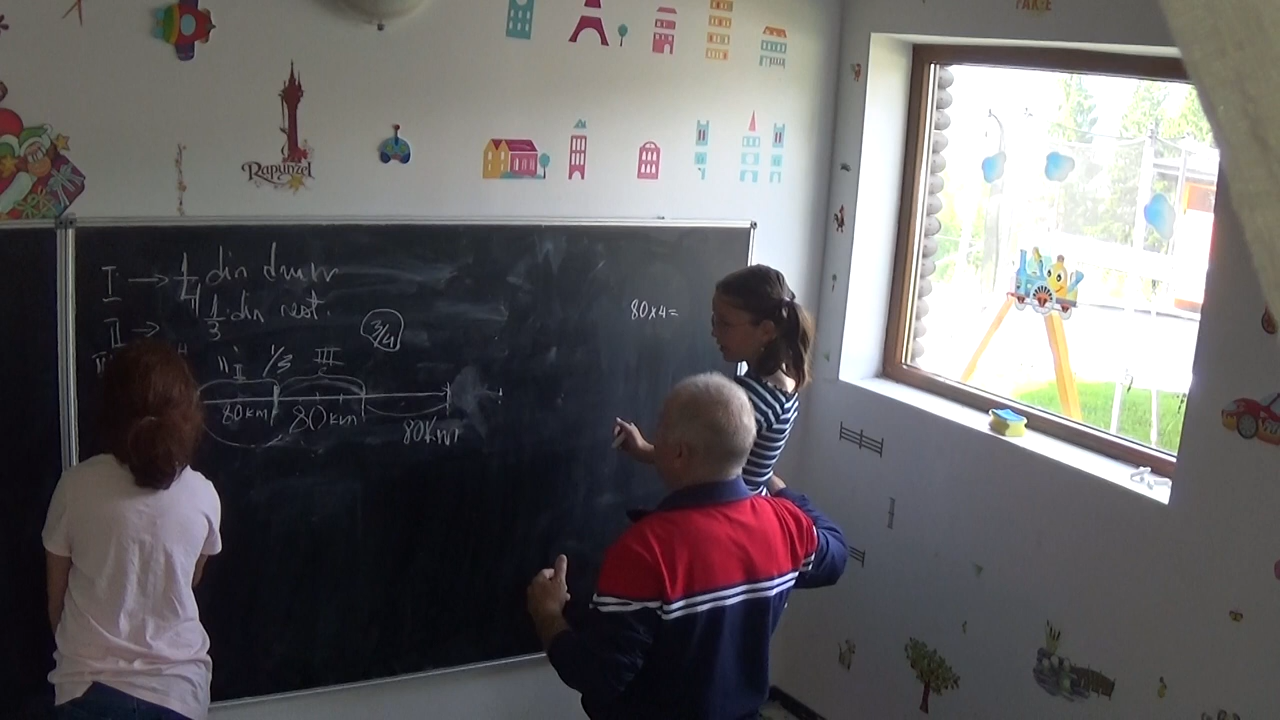 Rapunzel
I → 1/4 din drum
II → 1/3 din rest.
3/4
80x4=
II 1/3 III
80km 80km
80km